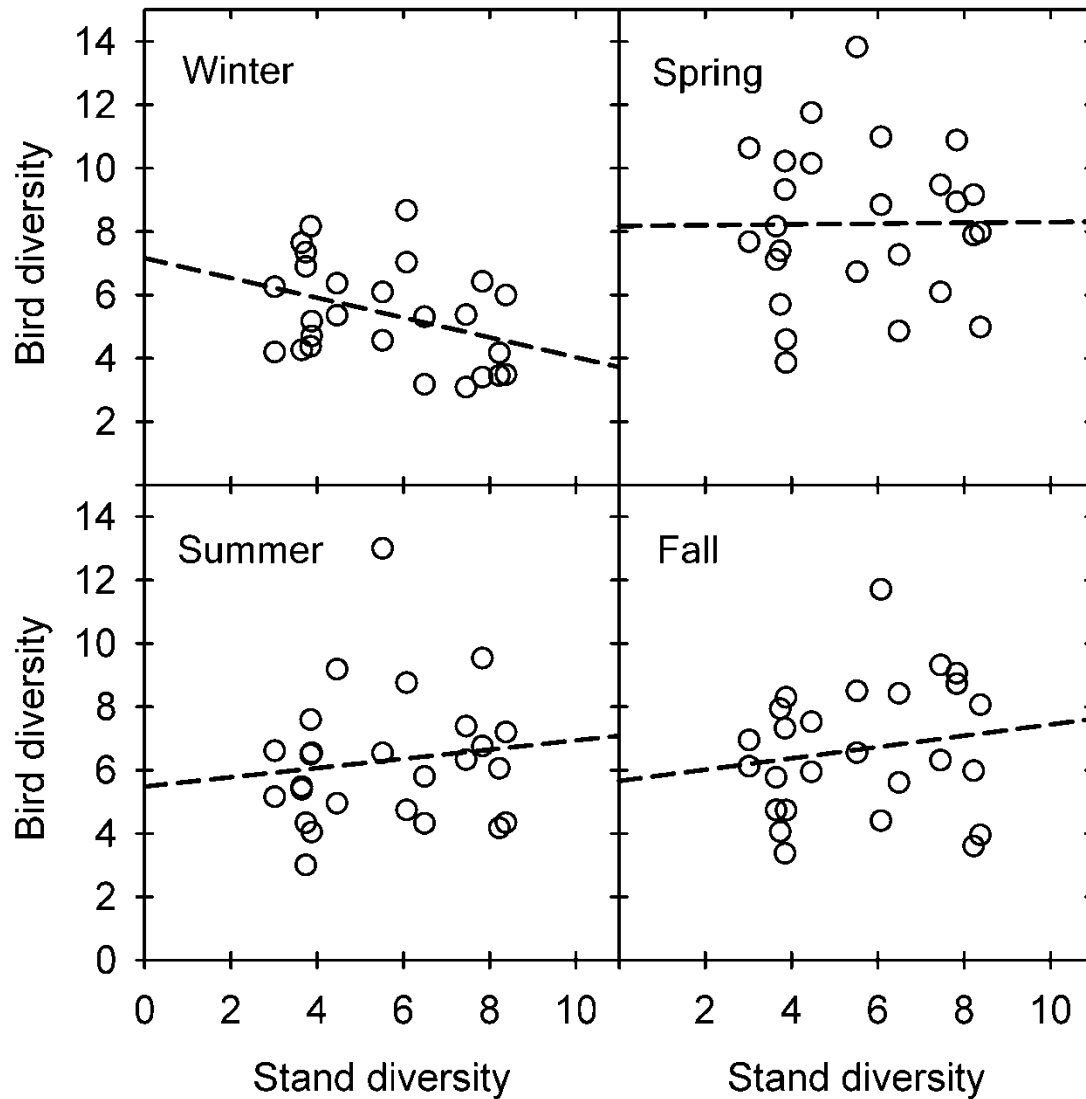 14
12
10
8
6
4
2
Bird diversity
Winter
Spring
14
12
10
8
6
4
2
0
Bird diversity
Summer
Fall
0 2 4 6 8 10 2 4 6 8 10
Stand diversity Stand diversity